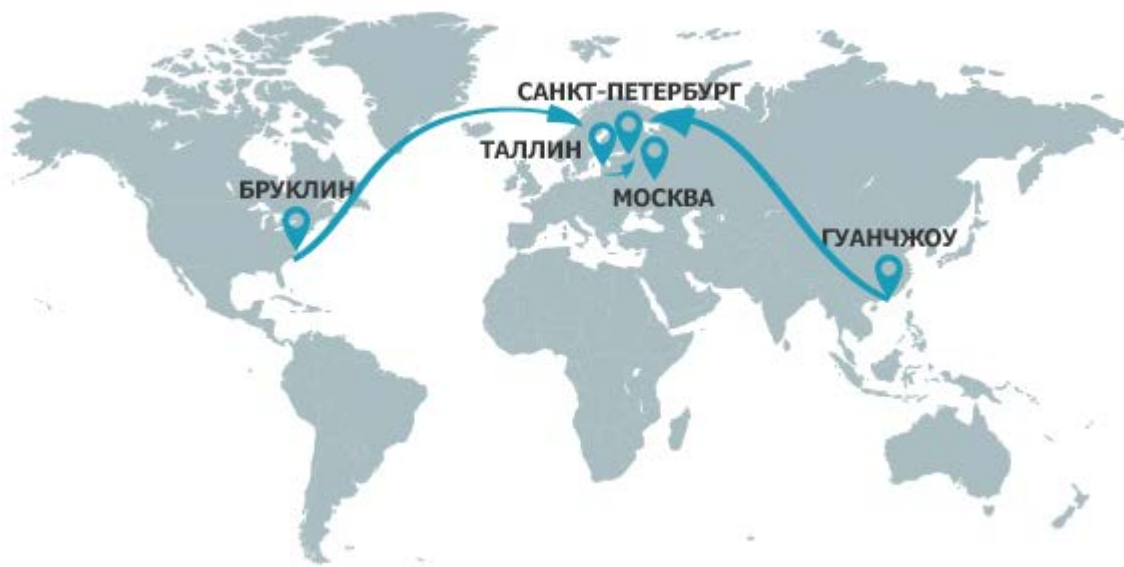 САНКТ-ПЕТЕРБУРГ
ТАЛЛИН
БРУКЛИН
МОСКВА
ГУАНЧЖОУ